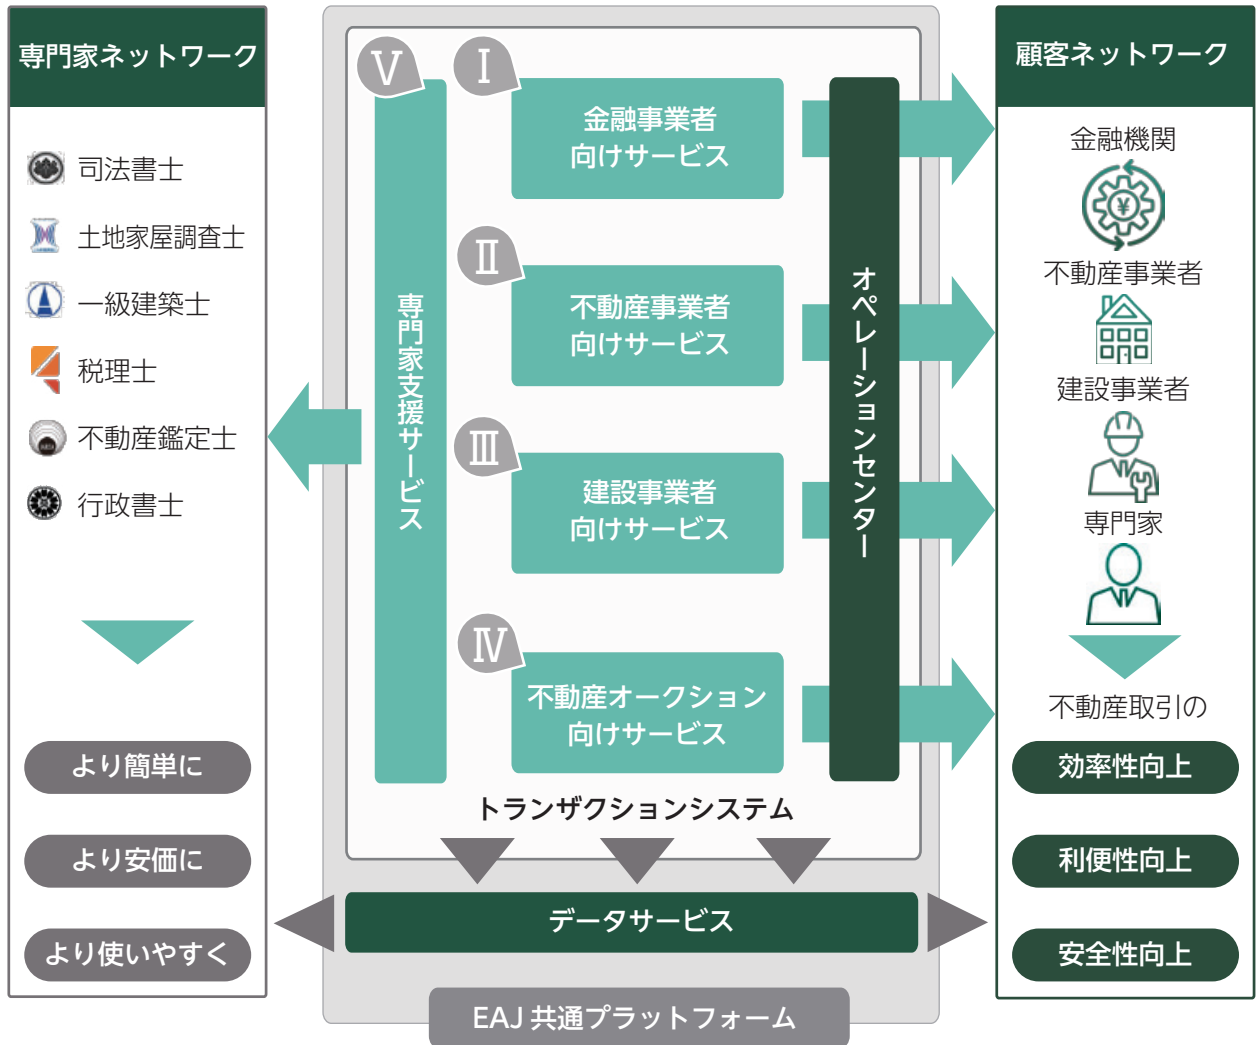 専門家ネットワーク
司法書士
土地家屋調査士
一級建築士
税理士
不動産鑑定士
行政書士
より簡単に
より安価に
より使いやすく
Ⅴ
専門家支援サービス
Ⅰ
金融事業者
向けサービス
Ⅱ
不動産事業者
向けサービス
Ⅲ
建設事業者
向けサービス
Ⅳ
不動産オークション
向けサービス
オペレーションセンター
トランザクションシステム
データサービス
EAJ 共通プラットフォーム
顧客ネットワーク
金融機関
¥
不動産事業者
建設事業者
専門家
不動産取引の
効率性向上
利便性向上
安全性向上